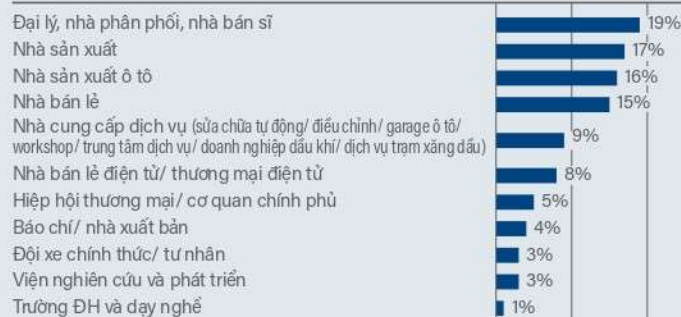 Đại lý, nhà phân phối, nhà bán sĩ 19%
Nhà sản xuất 17%
Nhà sản xuất ô tô 16%
Nhà bán lẻ 15%
Nhà cung cấp dịch vụ (sửa chữa tự động/ điều chỉnh/ garage ô tô/
workshop/ trung tâm dịch vụ/ doanh nghiệp dầu khí/ dịch vụ trạm xăng dầu) 9%
Nhà bán lẻ điện tử/ thương mại điện tử 8%
Hiệp hội thương mại/ cơ quan chính phủ 5%
Báo chí/ nhà xuất bản 4%
Đội xe chính thức/ tư nhân 3%
Viện nghiên cứu và phát triển 3%
Trường ĐH và dạy nghề 1%